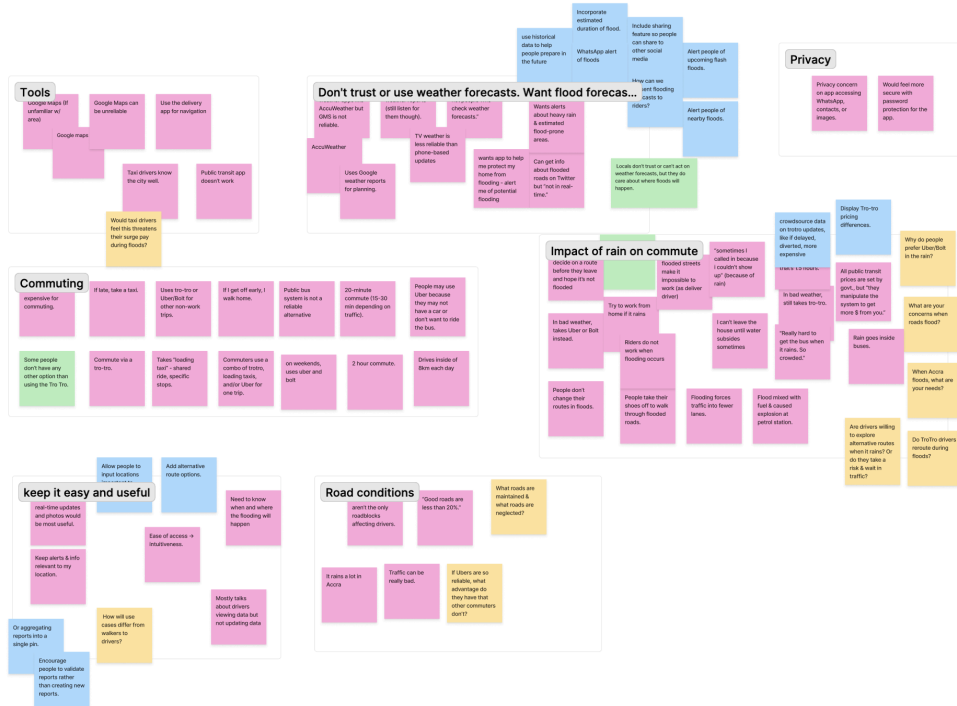 Tools
Google Maps (If
unfamiliar w/
area)
Google Maps can
be unreliable
Use the delivery
app for navigation
Google maps
Taxi drivers know
the city well.
Public transit app
doesn't work
Would taxi drivers
feel this threatens
their surge pay
during floods?
Don't trust or use weather forecasts. Want flood forecas...
AccuWeather but
GMS is not
reliable.
(still listen for
them though).
check weather
forecasts."
AccuWeather
TV weather is
less reliable than
phone-based
updates
Uses Google
weather reports
for planning.
Wants alerts
about heavy rain &
estimated
flood-prone
areas.
wants app to help
me protect my
home from
flooding - alert
me of potential
flooding
Can get info
about flooded
roads on Twitter
but "not in real-
time."
use historical
data to help
people prepare in
the future
Incorporate
estimated
duration of flood.
WhatsApp alert
of floods
Include sharing
feature so people
can share to
other social
media
How can we
flooding
to
riders?
Alert people of
upcoming flash
floods.
Alert people of
nearby floods.
Locals don't trust or can't act on
weather forecasts, but they do
care about where floods will
happen.
Privacy
Privacy concern
on app accessing
WhatsApp,
contacts, or
images.
Would feel more
secure with
password
protection for the
app.
Commuting
expensive for
commuting.
If late, take a taxi.
Uses tro-tro or
Uber/Bolt for
other non-work
trips.
If I get off early, I
walk home.
Public bus
system is not a
reliable
alternative
20-minute
commute (15-30
min depending on
traffic).
People may use
Uber because
they may not
have a car or
don't want to ride
the bus.
Some people
don't have any
other option than
using the Tro Tro.
Commute via a
tro-tro.
Takes "loading
taxi" - shared
ride, specific
stops.
Commuters use a
combo of trotro,
loading taxis,
and/or Uber for
one trip.
on weekends,
uses uber and
bolt
2 hour commute.
Drives inside of
8km each day
Impact of rain on commute
decide on a route
before they leave
and hope it's not
flooded
flooded streets
make it
impossible to
work (as deliver
driver)
"sometimes I
called in because
I couldn't show
up" (because of
rain)
crowdsource data
on trotro updates,
like if delayed,
diverted, more
expensive
that's 1.5 hours.
Display Tro-tro
pricing
differences.
Why do people
prefer Uber/Bolt
in the rain?
Try to work from
home if it rains
In bad weather,
takes Uber or Bolt
instead.
Riders do not
work when
flooding occurs
I can't leave the
house until water
subsides
sometimes
In bad weather,
still takes tro-tro.
"Really hard to
get the bus when
it rains. So
crowded."
All public transit
prices are set by
govt., but "they
manipulate the
system to get
more $ from you."
Rain goes inside
buses.
What are your
concerns when
roads flood?
When Accra
floods, what are
your needs?
People don't
change their
routes in floods.
People take their
shoes off to walk
through flooded
roads.
Flooding forces
traffic into fewer
lanes.
Flood mixed with
fuel & caused
explosion at
petrol station.
Are drivers willing
to explore
alternative routes
when it rains? Or
do they take a
risk & wait in
traffic?
Do TroTro drivers
reroute during
floods?
keep it easy and useful
Allow people to
input locations
Add alternative
route options.
real-time updates
and photos would
be most useful.
Need to know
when and where
the flooding will
happen
Ease of access →
intuitiveness.
Keep alerts & info
relevant to my
location.
Mostly talks
about drivers
viewing data but
not updating data
How will use
cases differ from
walkers to
drivers?
Or aggregating
reports into a
single pin.
Encourage
people to validate
reports rather
than creating new
reports.
Road conditions
aren't the only
roadblocks
affecting drivers.
"Good roads are
less than 20%."
What roads are
maintained &
what roads are
neglected?
It rains a lot in
Accra
Traffic can be
really bad.
If Ubers are so
reliable, what
advantage do
they have that
other commuters
don't?